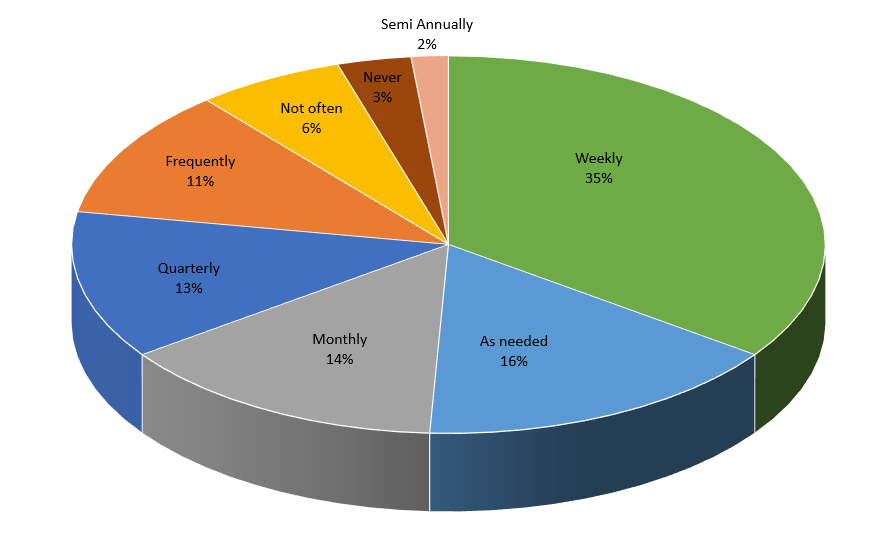 Semi Annually
2%
Never
3%
Not often
6%
Weekly
35%
Frequently
11%
Quarterly
13%
Monthly
14%
As needed
16%